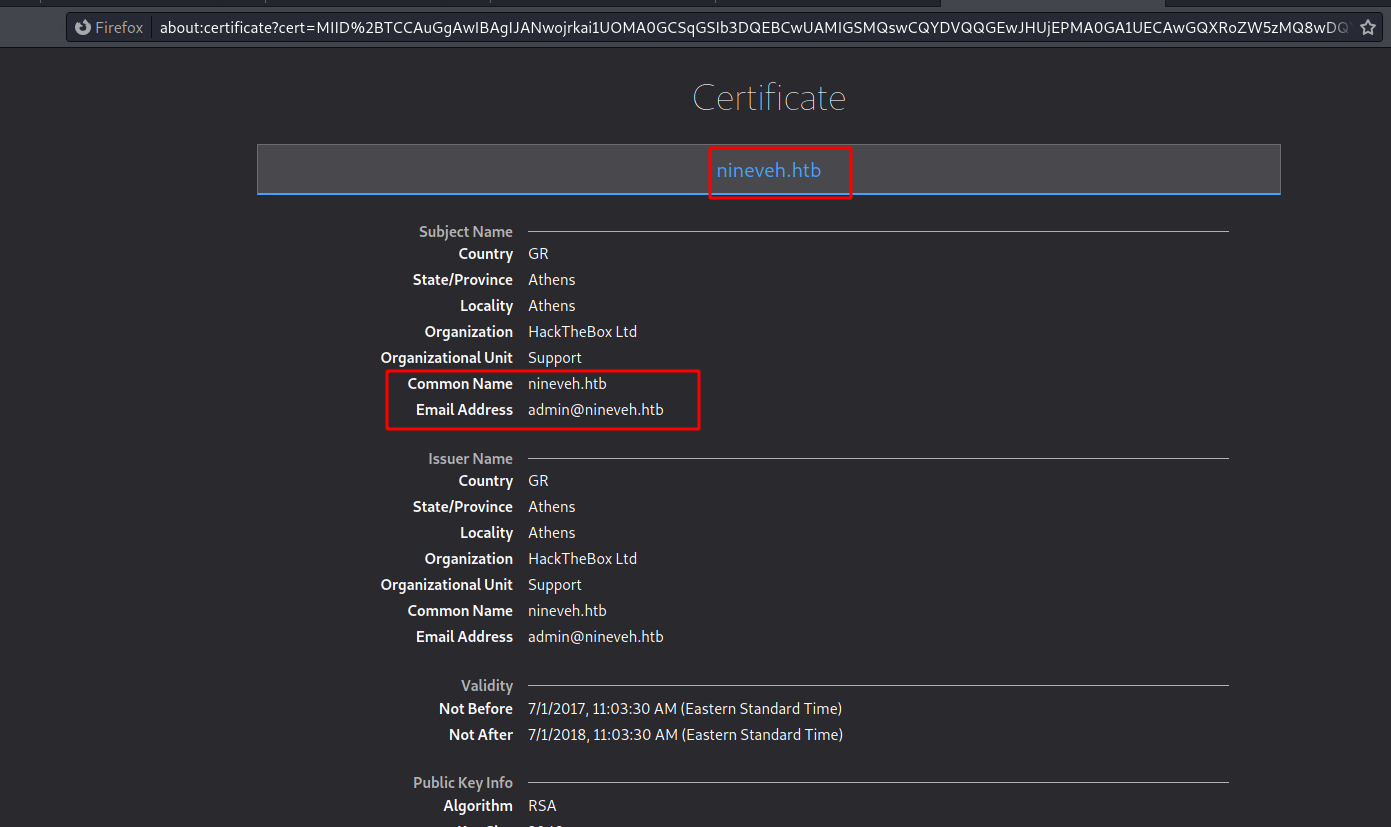 Firefox about:certificate?cert=MIID%2BTCCAuGgAwIBAgIJANwojrkai1UOMA0GCSqGSIb3DQEBCwUAMIGSMQswCQYDVQQGEwJHUjEPMA0GA1UECAwGQXRoZW5zMQ8wDQY
Certificate
nineveh.htb
Subject Name
Country GR
State/Province Athens
Locality Athens
Organization HackTheBox Ltd
Organizational Unit Support
Common Name nineveh.htb
Email Address admin@nineveh.htb
Issuer Name
Country GR
State/Province Athens
Locality Athens
Organization HackTheBox Ltd
Organizational Unit Support
Common Name nineveh.htb
Email Address admin@nineveh.htb
Validity
Not Before 7/1/2017, 11:03:30 AM (Eastern Standard Time)
Not After 7/1/2018, 11:03:30 AM (Eastern Standard Time)
Public Key Info
Algorithm RSA